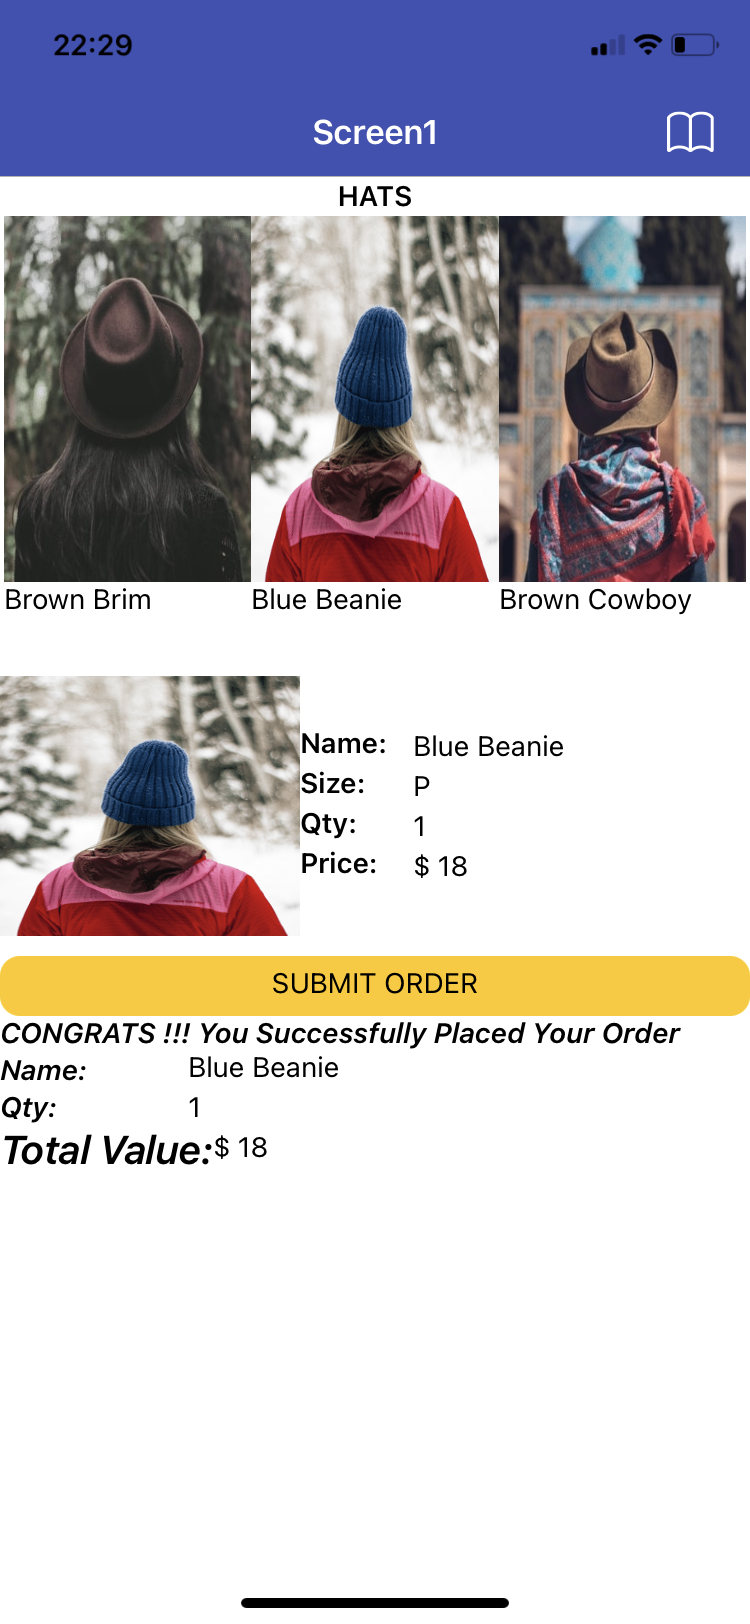 22:29
Screen1
HATS
Brown Brim Blue Beanie Brown Cowboy
Name: Blue Beanie
Size: P
Qty: 1
Price: $ 18
SUBMIT ORDER
CONGRATS !!! You Successfully Placed Your Order
Name: Blue Beanie
Qty: 1
Total Value: $ 18